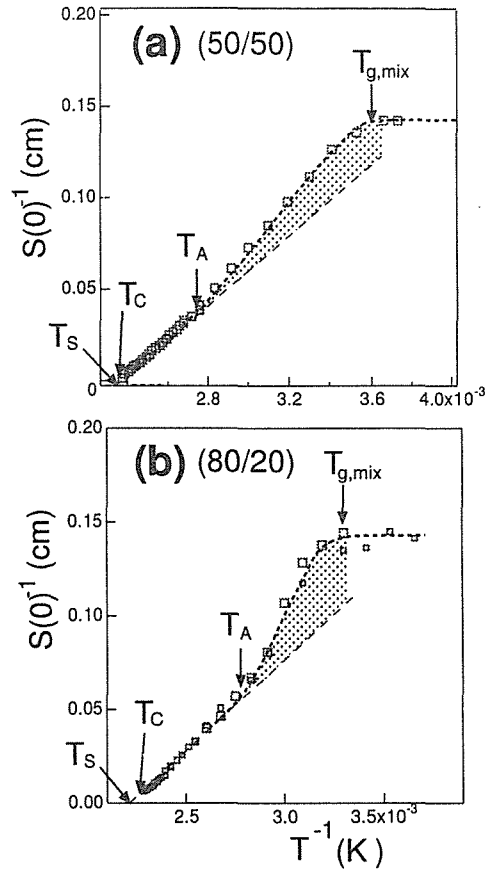 (a) (50/50)
T_g,mix
0.20
0.15
S(0)^-1 (cm)
0.10
T_A
0.05
T_C
T_S
0
2.8 3.2 3.6 4.0x10^-3
(b) (80/20)
0.20
T_g,mix
0.15
S(0)^-1 (cm)
0.10
T_A
0.05
T_C
T_S
0.00
2.5 3.0 3.5x10^-3
T^-1 (K)